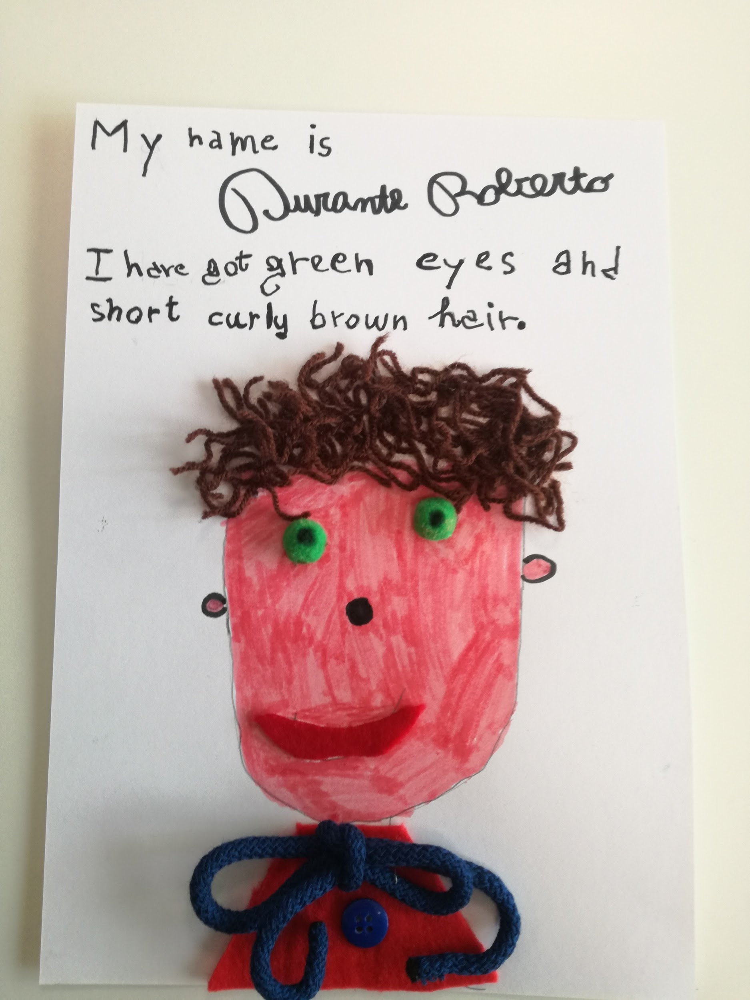 My name is
Durante Roberto
I have got green eyes and
short curly brown hair.